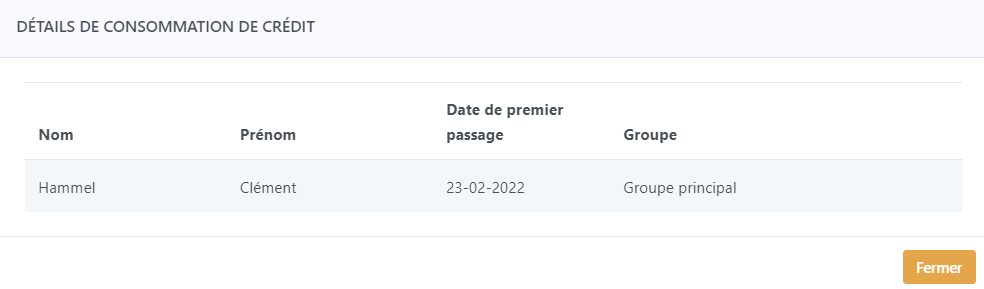 DÉTAILS DE CONSOMMATION DE CRÉDIT
Nom Prénom Date de premier passage Groupe
Hammel Clément 23-02-2022 Groupe principal
Fermer